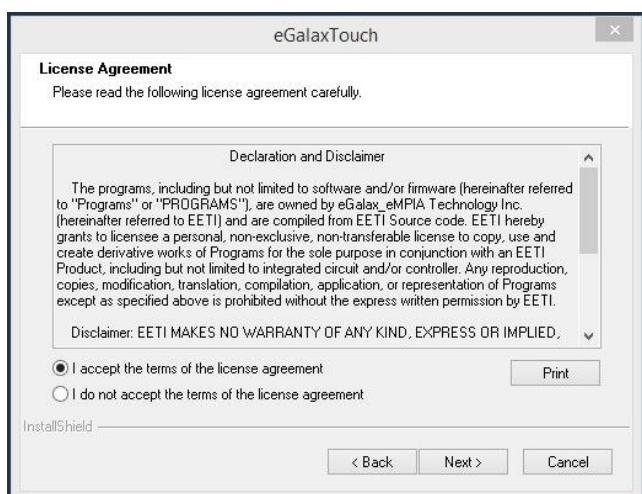 eGalaxTouch
License Agreement
Please read the following license agreement carefully.
Declaration and Disclaimer
The programs, including but not limited to software and/or firmware (hereinafter referred
to "Programs" or "PROGRAMS"), are owned by eGalax_eMPIA Technology Inc.
(hereinafter referred to EETI) and are compiled from EETI Source code. EETI hereby
grants to licensee a personal, non-exclusive, non-transferable license to copy, use and
create derivative works of Programs for the sole purpose in conjunction with an EETI
Product, including but not limited to integrated circuit and/or controller. Any reproduction,
copies, modification, translation, compilation, application, or representation of Programs
except as specified above is prohibited without the express written permission by EETI.
Disclaimer: EETI MAKES NO WARRANTY OF ANY KIND, EXPRESS OR IMPLIED,
I accept the terms of the license agreement
Print
I do not accept the terms of the license agreement
InstallShield
< Back
Next >
Cancel